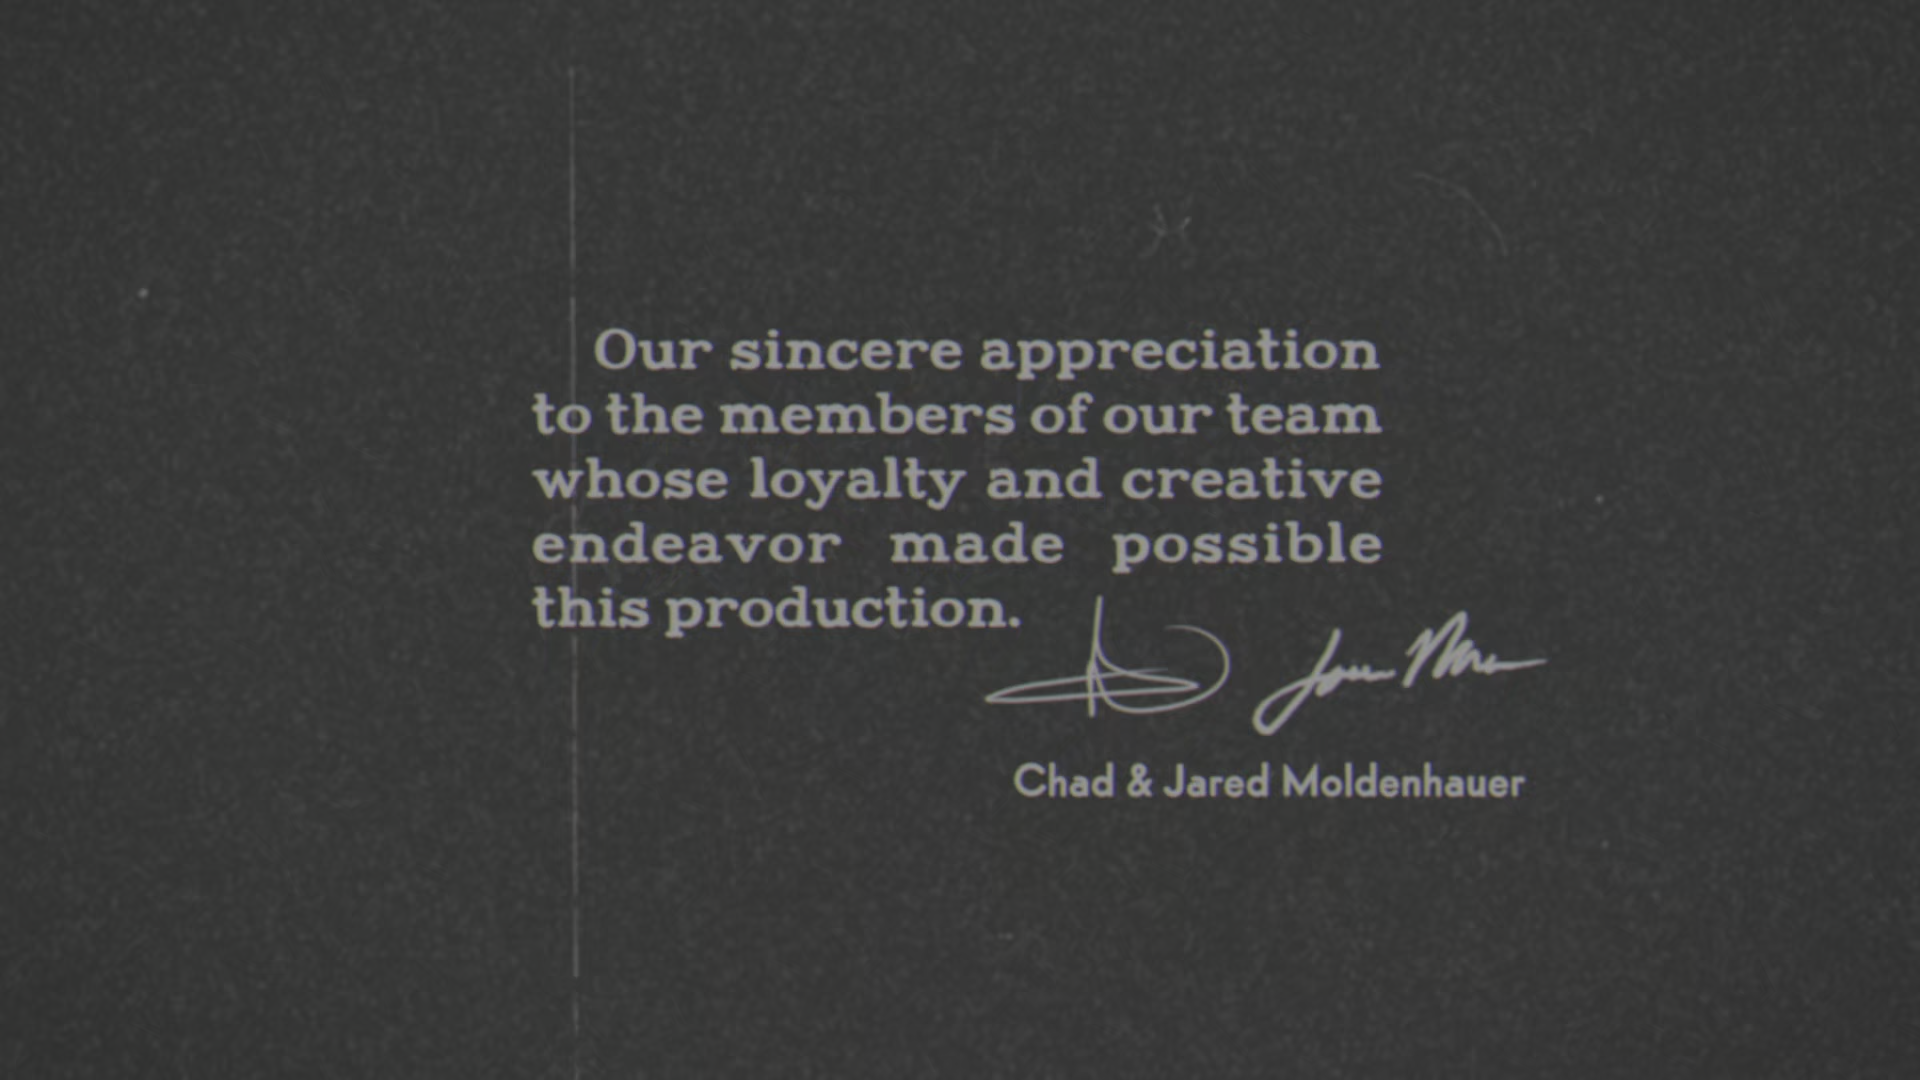 Our sincere appreciation
to the members of our team
whose loyalty and creative
endeavor made possible
this production.
Chad & Jared Moldenhauer